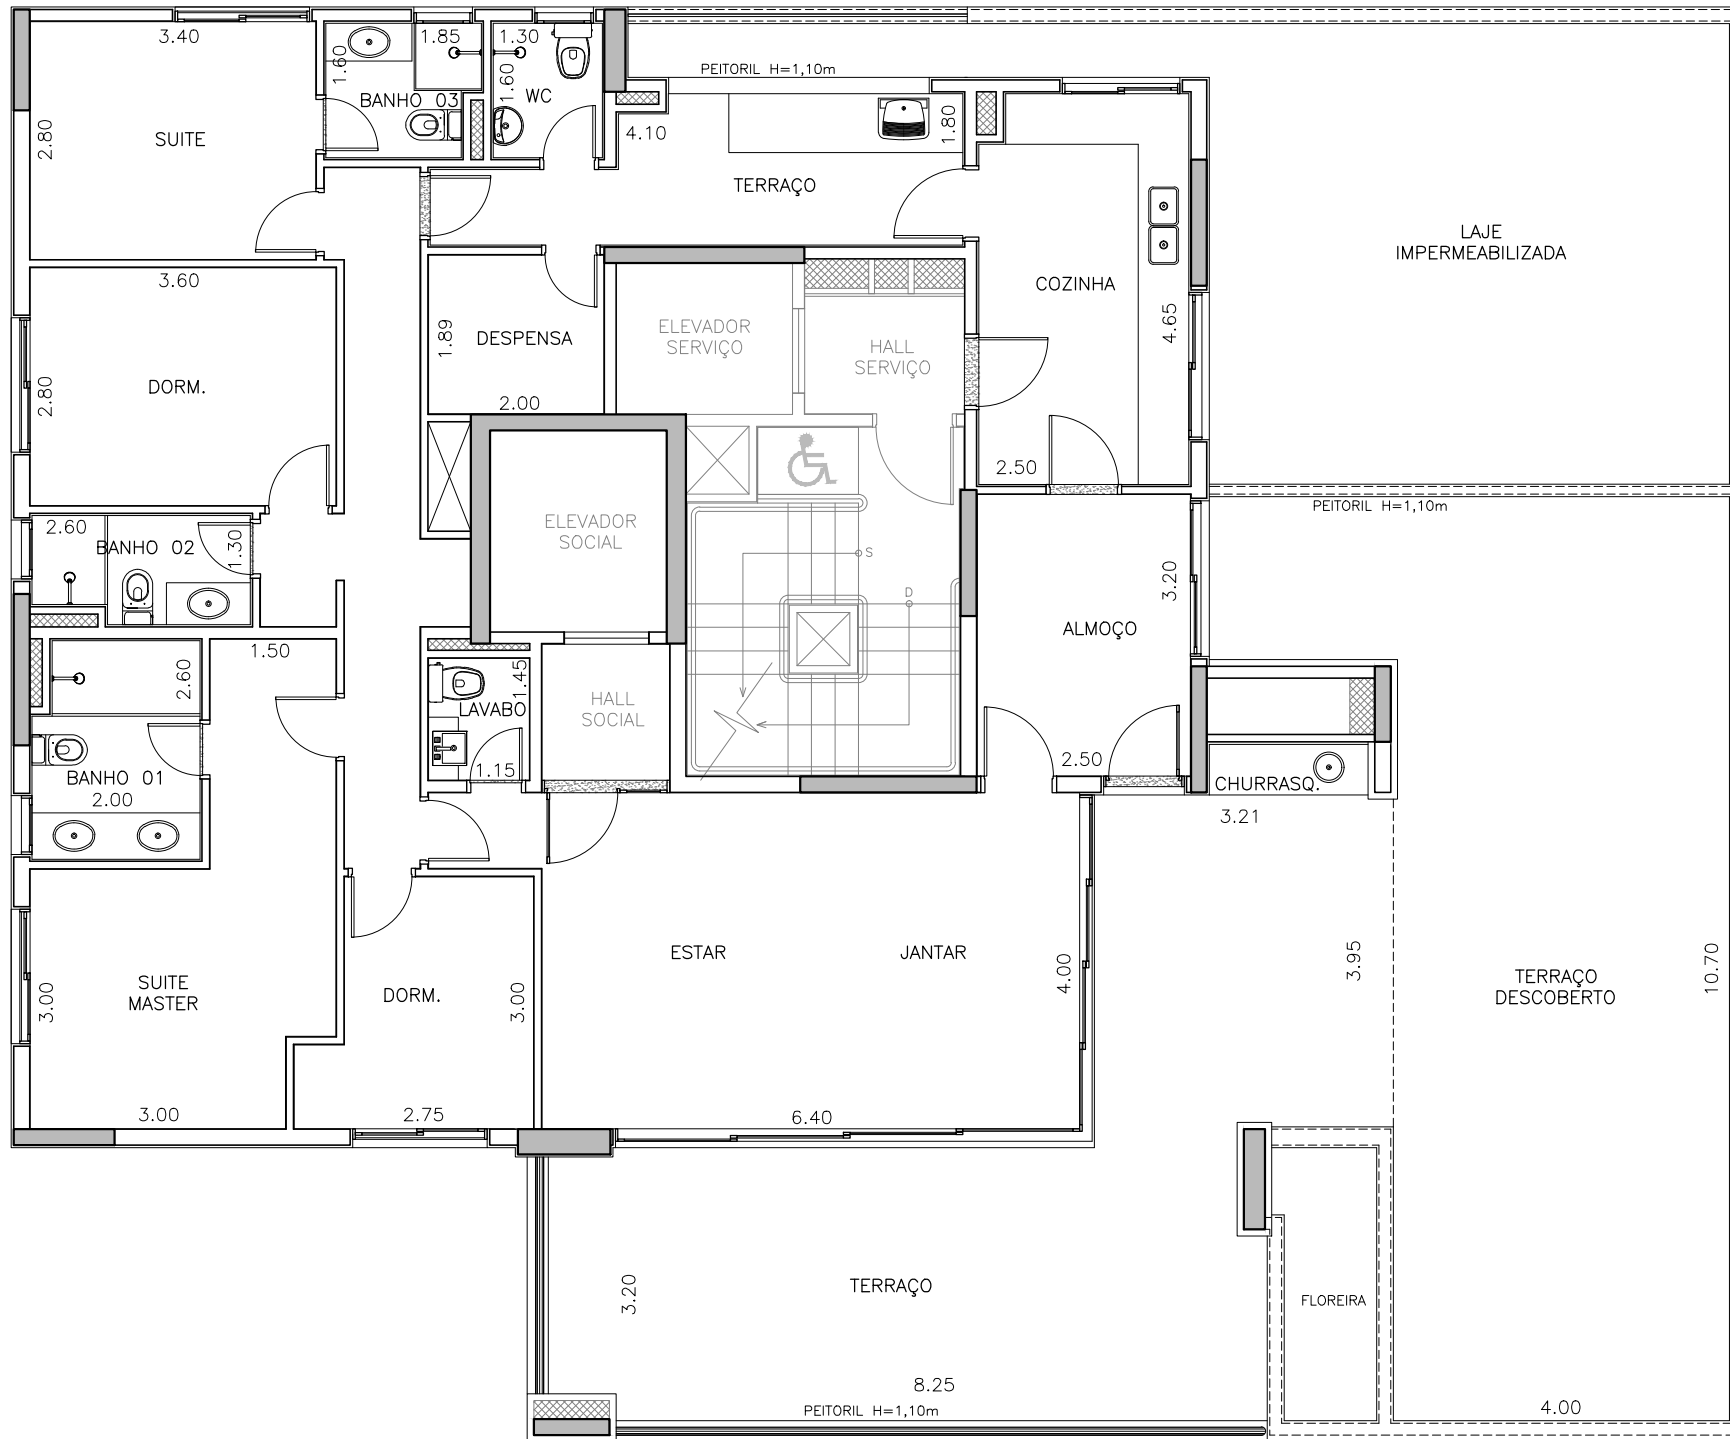 3.40
1.85
1.30
1.60
BANHO 03
1.60
WC
PEITORIL H=1,10m
2.80
SUITE
4.10
1.80
TERRAÇO
LAJE
IMPERMEABILIZADA
3.60
COZINHA
1.89
DESPENSA
ELEVADOR
SERVIÇO
HALL
SERVIÇO
4.65
2.80
DORM.
2.00
2.50
PEITORIL H=1,10m
2.60
BANHO 02
1.30
ELEVADOR
SOCIAL
S
D
3.20
ALMOÇO
1.50
2.60
1.45
LAVABO
HALL
SOCIAL
1.15
2.50
BANHO 01
2.00
CHURRASQ.
3.21
ESTAR
JANTAR
4.00
3.95
10.70
SUITE
MASTER
3.00
DORM.
3.00
TERRAÇO
DESCOBERTO
3.00
2.75
6.40
3.20
TERRAÇO
FLOREIRA
8.25
PEITORIL H=1,10m
4.00